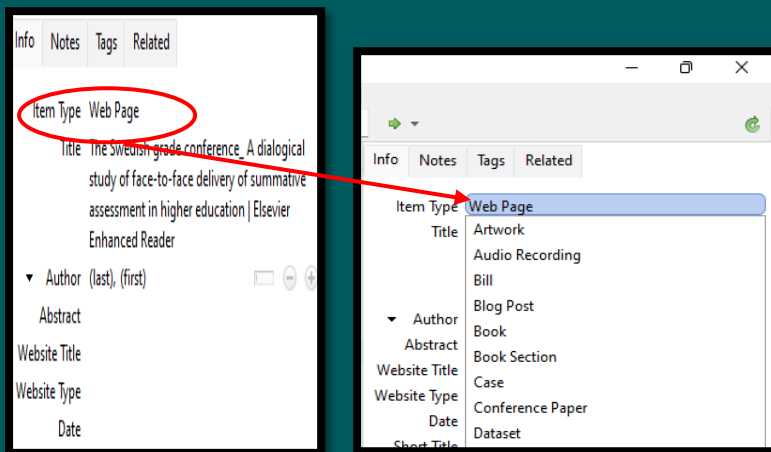 Info Notes Tags Related
Item Type Web Page
Title The Swedish grade conference_ A dialogical
study of face-to-face delivery of summative
assessment in higher education | Elsevier
Enhanced Reader
Author (last), (first)
Abstract
Website Title
Website Type
Date
Info Notes Tags Related
Item Type Web Page
Title Artwork
Audio Recording
Bill
Blog Post
Author Book
Abstract Book Section
Website Title Case
Website Type Conference Paper
Date Dataset
Short Title